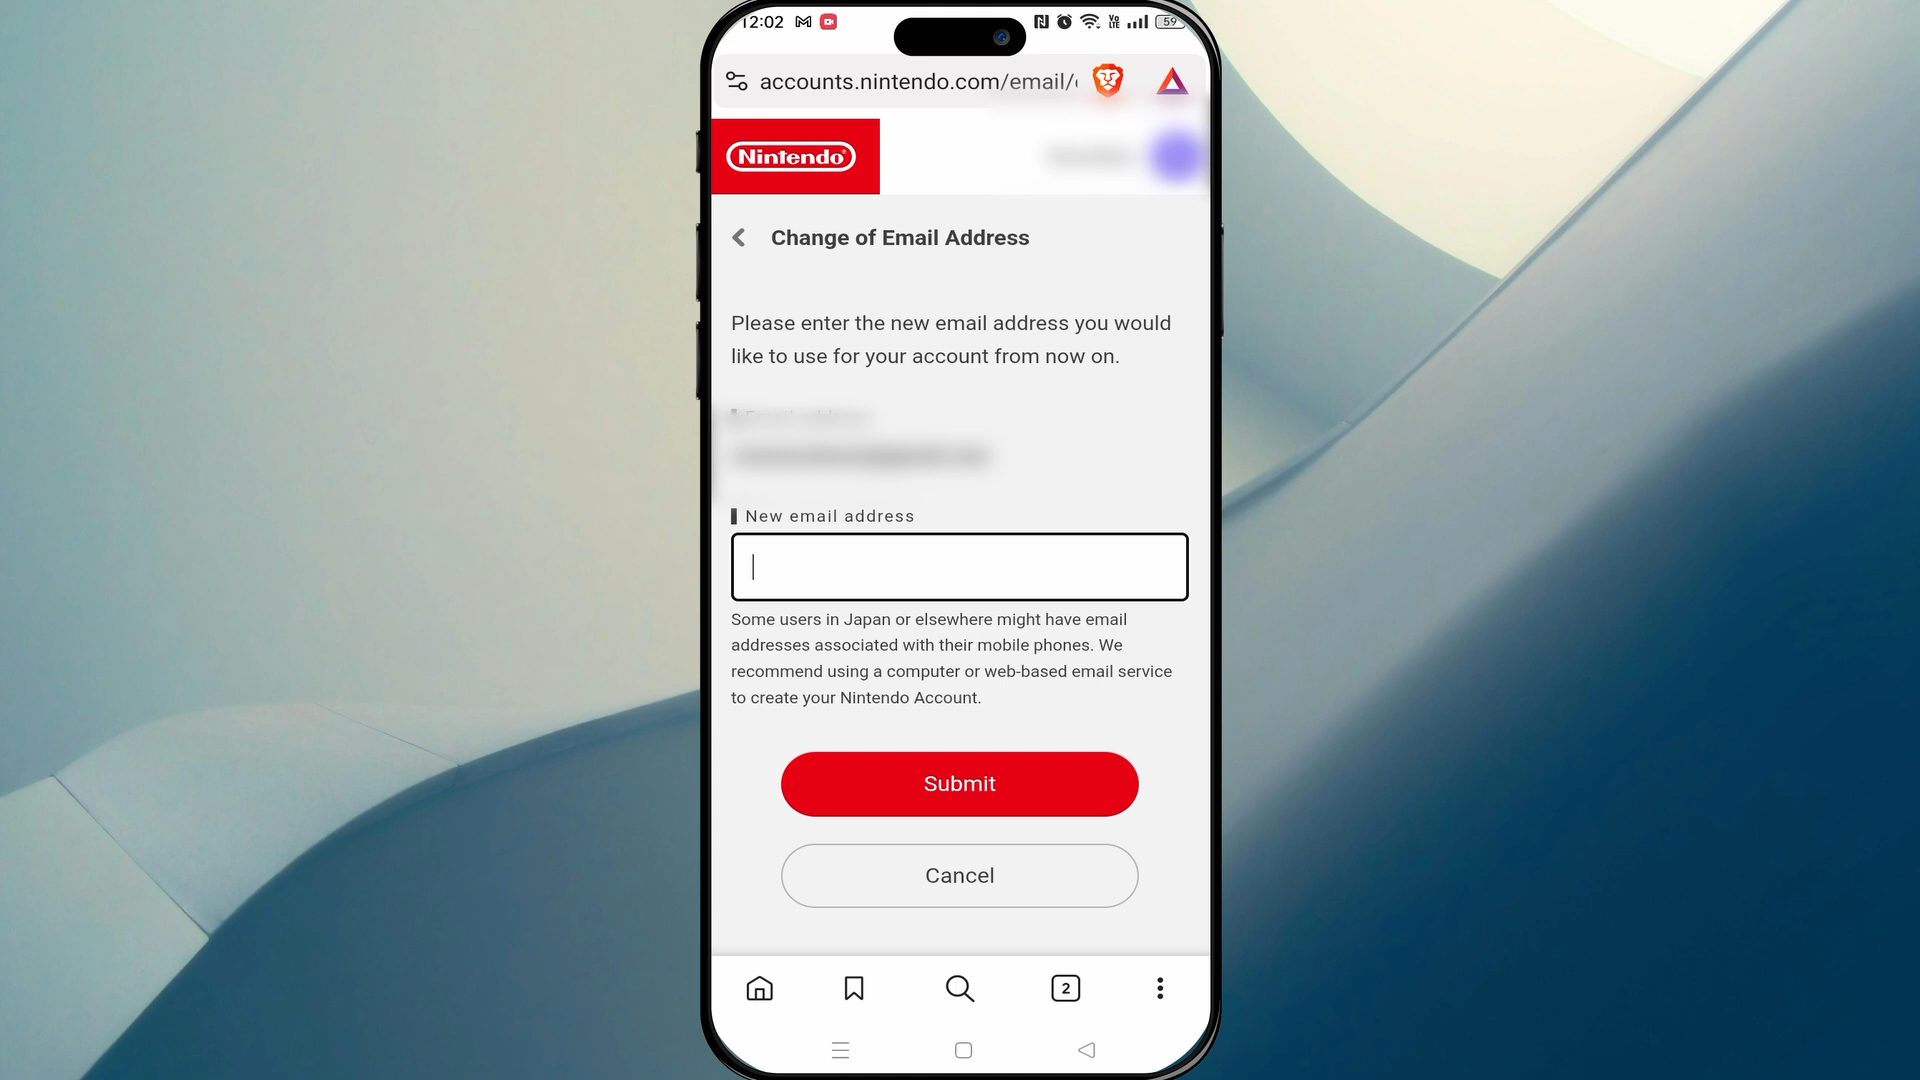 12:02
VO
LTE
59
accounts.nintendo.com/email/
Nintendo
Change of Email Address
Please enter the new email address you would
like to use for your account from now on.
New email address
Some users in Japan or elsewhere might have email
addresses associated with their mobile phones. We
recommend using a computer or web-based email service
to create your Nintendo Account.
Submit
Cancel
2